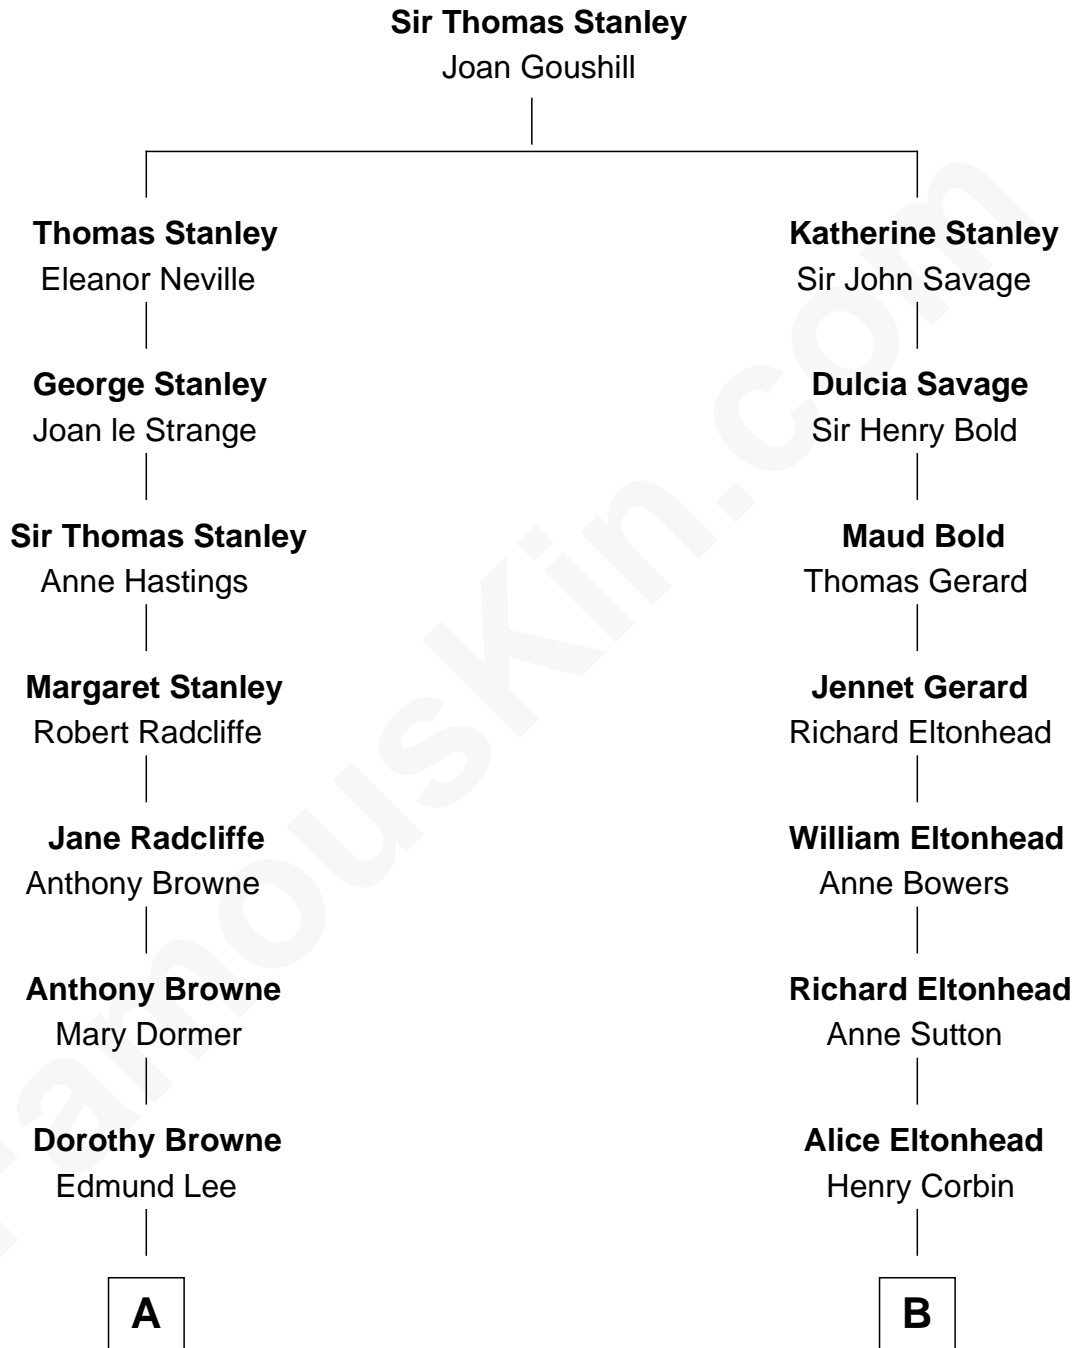 Sir Thomas Stanley
Joan Goushill
Thomas Stanley
Eleanor Neville
Katherine Stanley
Sir John Savage
George Stanley
Joan le Strange
Dulcia Savage
Sir Henry Bold
Sir Thomas Stanley
Anne Hastings
Maud Bold
Thomas Gerard
Margaret Stanley
Robert Radcliffe
Jennet Gerard
Richard Eltonhead
Jane Radcliffe
Anthony Browne
William Eltonhead
Anne Bowers
Anthony Browne
Mary Dormer
Richard Eltonhead
Anne Sutton
Dorothy Browne
Edmund Lee
Alice Eltonhead
Henry Corbin
A
B
FamousKin.com